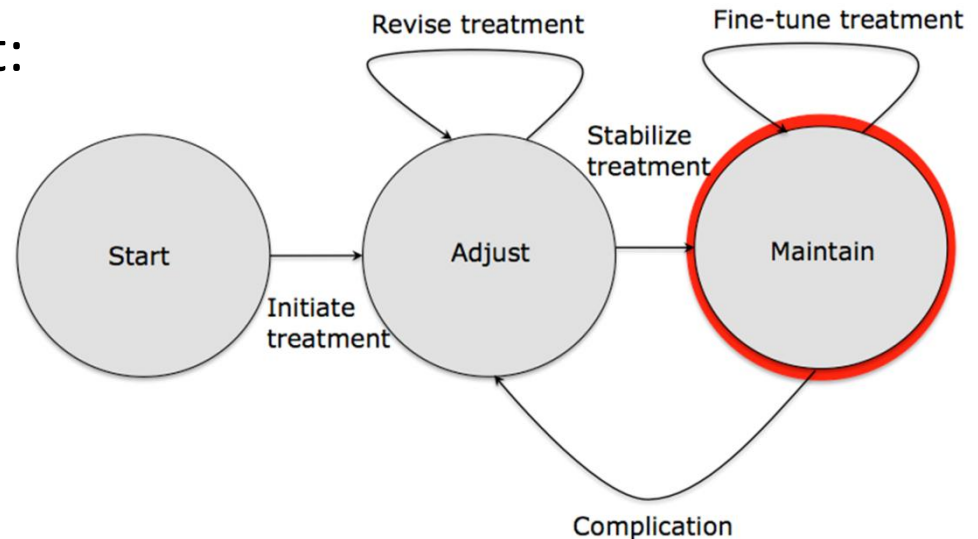 t:
Revise treatment
Fine-tune treatment
Stabilize
treatment
Start
Adjust
Maintain
Initiate
treatment
Complication